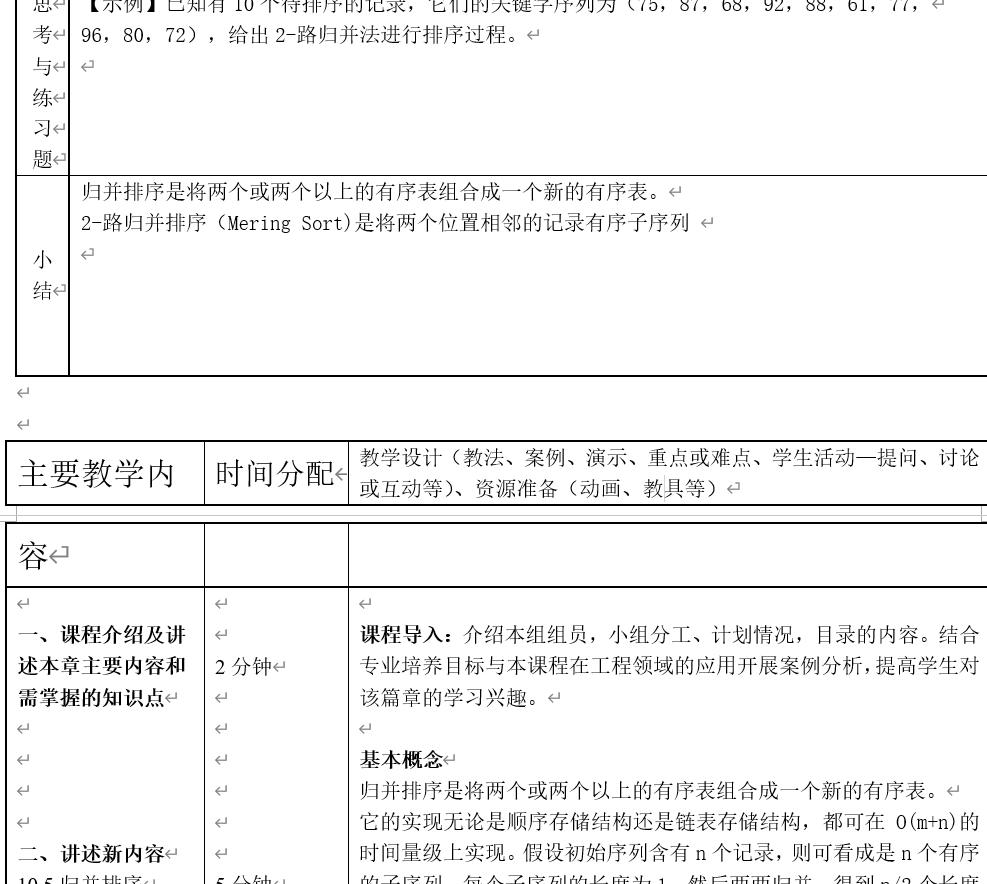 思 【示例】已知有 10 个待排序的记录，它们的关键字序列为（75，87，68，92，88，61，77，
考 96，80，72），给出 2-路归并法进行排序过程。
与
练
习
题
归并排序是将两个或两个以上的有序表组合成一个新的有序表。
2-路归并排序（Mering Sort)是将两个位置相邻的记录有序子序列
小
结
主要教学内
时间分配
教学设计（教法、案例、演示、重点或难点、学生活动—提问、讨论
或互动等）、资源准备（动画、教具等）
容
一、课程介绍及讲
述本章主要内容和
需掌握的知识点
2 分钟
课程导入：介绍本组组员，小组分工、计划情况，目录的内容。结合
专业培养目标与本课程在工程领域的应用开展案例分析，提高学生对
该篇章的学习兴趣。
基本概念
归并排序是将两个或两个以上的有序表组合成一个新的有序表。
它的实现无论是顺序存储结构还是链表存储结构，都可在 O(m+n)的
时间量级上实现。假设初始序列含有 n 个记录，则可看成是 n 个有序
的子序列，每个子序列的长度为 1，然后两两归并，得到 n/2 个长度
二、讲述新内容
10.5 归并排序
5 分钟